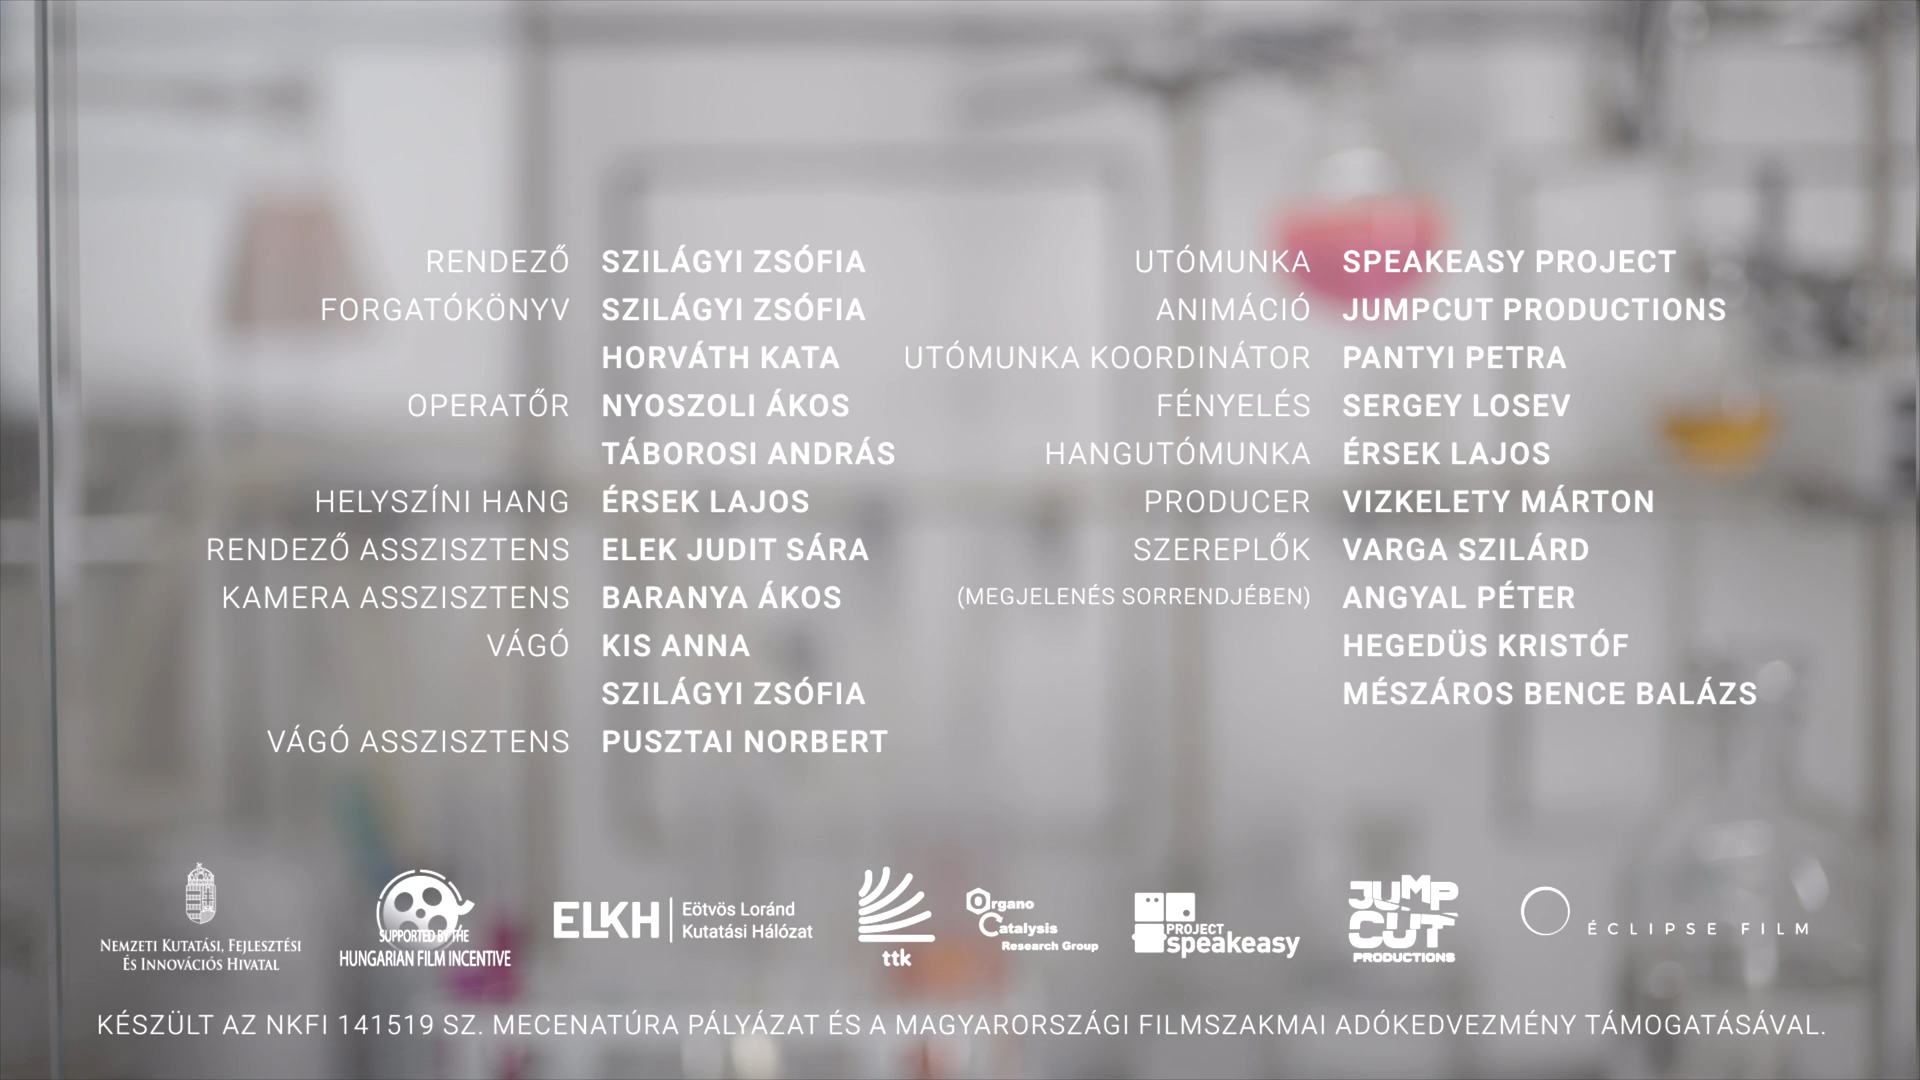 RENDEZŐ SZILÁGYI ZSÓFIA
FORGATÓKÖNYV SZILÁGYI ZSÓFIA
HORVÁTH KATA
OPERATŐR NYOSZOLI ÁKOS
TÁBOROSI ANDRÁS
HELYSZÍNI HANG ÉRSEK LAJOS
RENDEZŐ ASSZISZTENS ELEK JUDIT SÁRA
KAMERA ASSZISZTENS BARANYA ÁKOS
VÁGÓ KIS ANNA
SZILÁGYI ZSÓFIA
VÁGÓ ASSZISZTENS PUSZTAI NORBERT
UTÓMUNKA SPEAKEASY PROJECT
ANIMÁCIÓ JUMPCUT PRODUCTIONS
UTÓMUNKA KOORDINÁTOR PANTYI PETRA
FÉNYELÉS SERGEY LOSEV
HANGUTÓMUNKA ÉRSEK LAJOS
PRODUCER VIZKELETY MÁRTON
SZEREPLŐK VARGA SZILÁRD
(MEGJELENÉS SORRENDJÉBEN) ANGYAL PÉTER
HEGEDÜS KRISTÓF
MÉSZÁROS BENCE BALÁZS
NEMZETI KUTATÁSI, FEJLESZTÉSI
ÉS INNOVÁCIÓS HIVATAL
SUPPORTED BY THE
HUNGARIAN FILM INCENTIVE
ELKH
Eötvös Loránd
Kutatási Hálózat
ttk
Organo
Catalysis
Research Group
PROJECT
speakeasy
JUMP
CUT
PRODUCTIONS
ÉCLIPSE FILM
KÉSZÜLT AZ NKFI 141519 SZ. MECENATÚRA PÁLYÁZAT ÉS A MAGYARORSZÁGI FILMSZAKMAI ADÓKEDVEZMÉNY TÁMOGATÁSÁVAL.